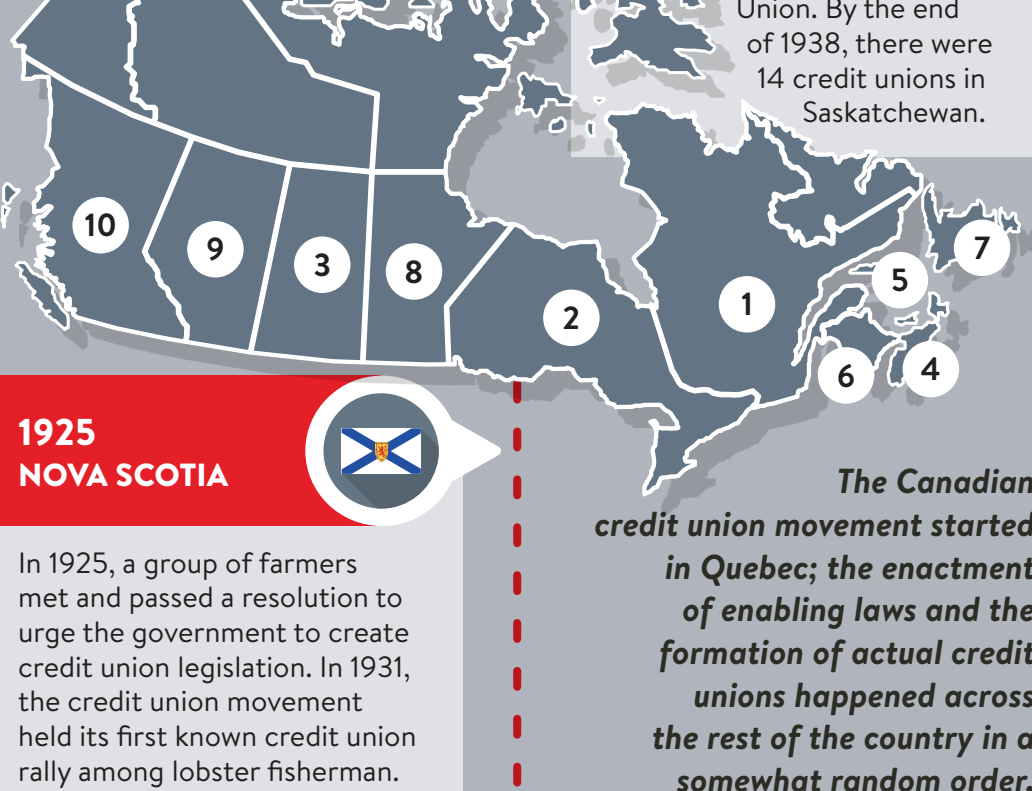 Union. By the end
of 1938, there were
14 credit unions in
Saskatchewan.
10
9
3
8
2
1
5
7
6
4
1925
NOVA SCOTIA
In 1925, a group of farmers
met and passed a resolution to
urge the government to create
credit union legislation. In 1931,
the credit union movement
held its first known credit union
rally among lobster fisherman.
The Canadian
credit union movement started
in Quebec; the enactment
of enabling laws and the
formation of actual credit
unions happened across
the rest of the country in a
somewhat random order.